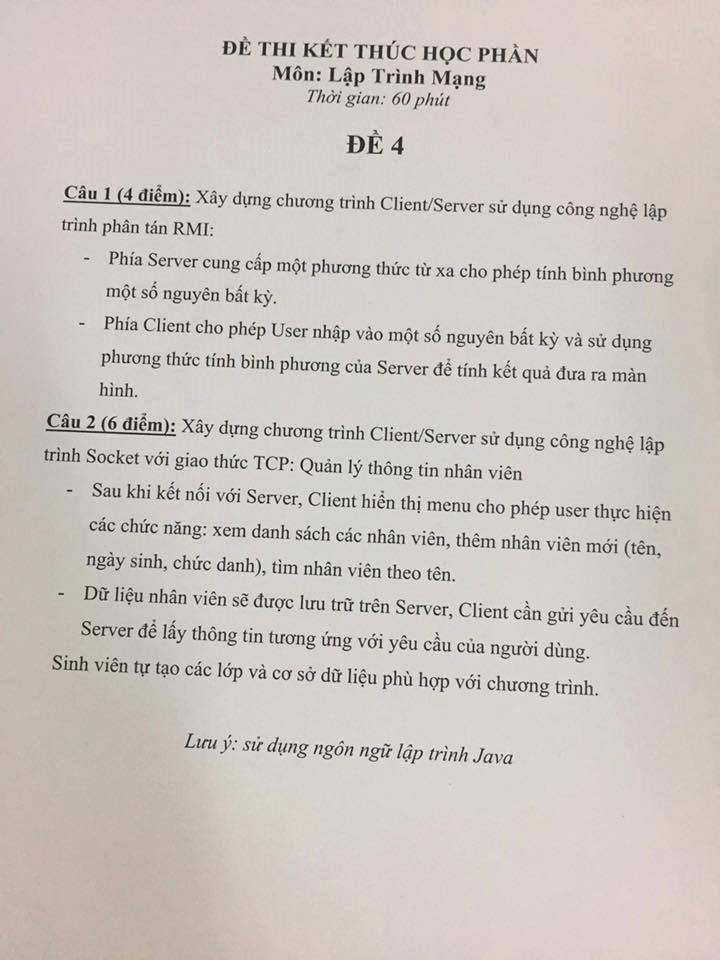 ĐỀ THI KẾT THÚC HỌC PHẦN
Môn: Lập Trình Mạng
Thời gian: 60 phút
ĐỀ 4
Câu 1 (4 điểm): Xây dựng chương trình Client/Server sử dụng công nghệ lập
trình phân tán RMI:
- Phía Server cung cấp một phương thức từ xa cho phép tính bình phương
một số nguyên bất kỳ.
- Phía Client cho phép User nhập vào một số nguyên bất kỳ và sử dụng
phương thức tính bình phương của Server để tính kết quả đưa ra màn
hình.
Câu 2 (6 điểm): Xây dựng chương trình Client/Server sử dụng công nghệ lập
trình Socket với giao thức TCP: Quản lý thông tin nhân viên
- Sau khi kết nối với Server, Client hiển thị menu cho phép user thực hiện
các chức năng: xem danh sách các nhân viên, thêm nhân viên mới (tên,
ngày sinh, chức danh), tìm nhân viên theo tên.
- Dữ liệu nhân viên sẽ được lưu trữ trên Server, Client cần gửi yêu cầu đến
Server để lấy thông tin tương ứng với yêu cầu của người dùng.
Sinh viên tự tạo các lớp và cơ sở dữ liệu phù hợp với chương trình.
Lưu ý: sử dụng ngôn ngữ lập trình Java